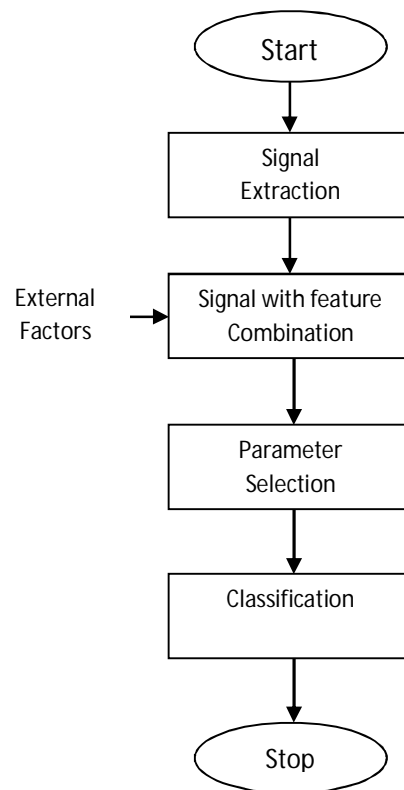 Start
Signal
Extraction
External
Factors
Signal with feature
Combination
Parameter
Selection
Classification
Stop